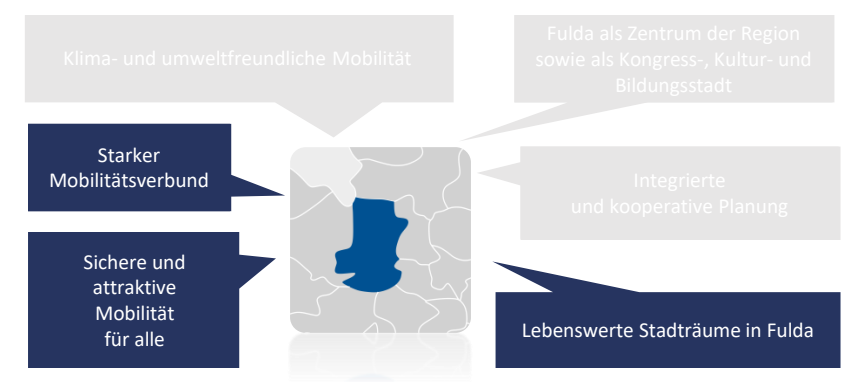 Klima- und umweltfreundliche Mobilität
Fulda als Zentrum der Region
sowie als Kongress-, Kultur- und
Bildungsstadt
Starker
Mobilitätsverbund
Integrierte
und kooperative Planung
Sichere und
attraktive
Mobilität
für alle
Lebenswerte Stadträume in Fulda